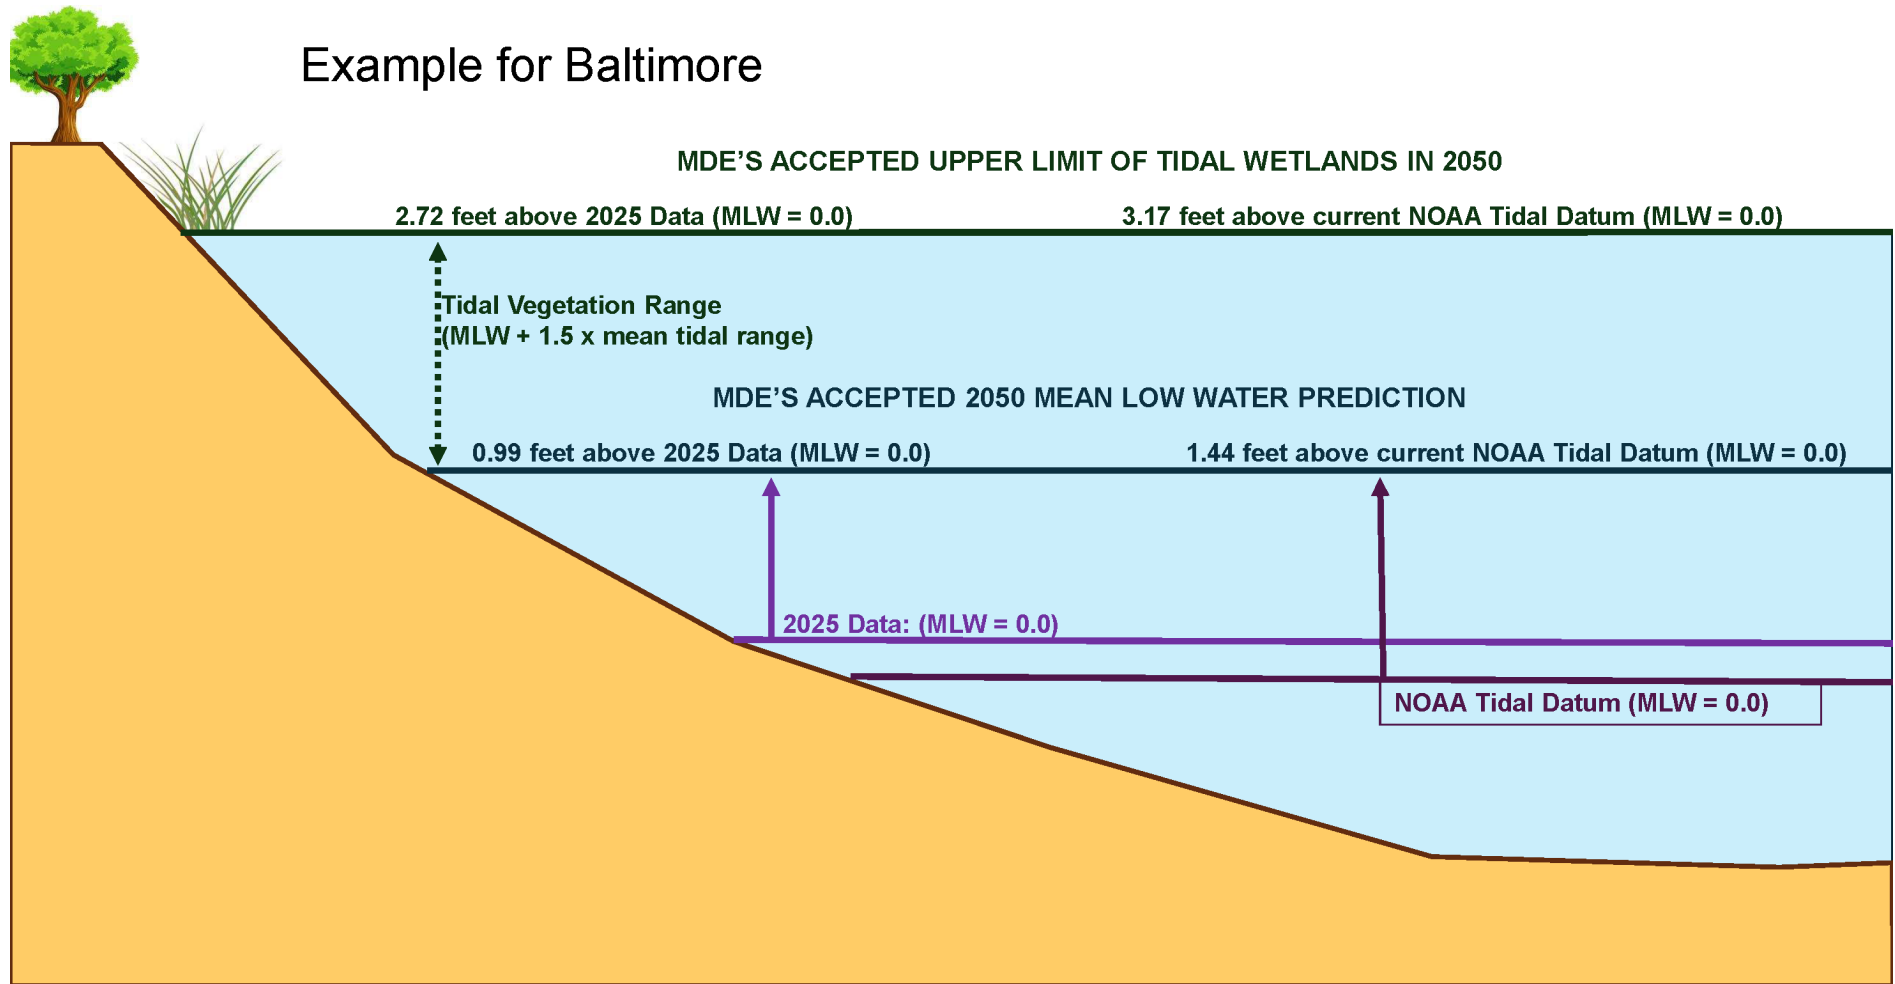 Example for Baltimore
MDE'S ACCEPTED UPPER LIMIT OF TIDAL WETLANDS IN 2050
2.72 feet above 2025 Data (MLW = 0.0)
3.17 feet above current NOAA Tidal Datum (MLW = 0.0)
Tidal Vegetation Range
(MLW + 1.5 x mean tidal range)
MDE'S ACCEPTED 2050 MEAN LOW WATER PREDICTION
0.99 feet above 2025 Data (MLW = 0.0)
1.44 feet above current NOAA Tidal Datum (MLW = 0.0)
2025 Data: (MLW = 0.0)
NOAA Tidal Datum (MLW = 0.0)